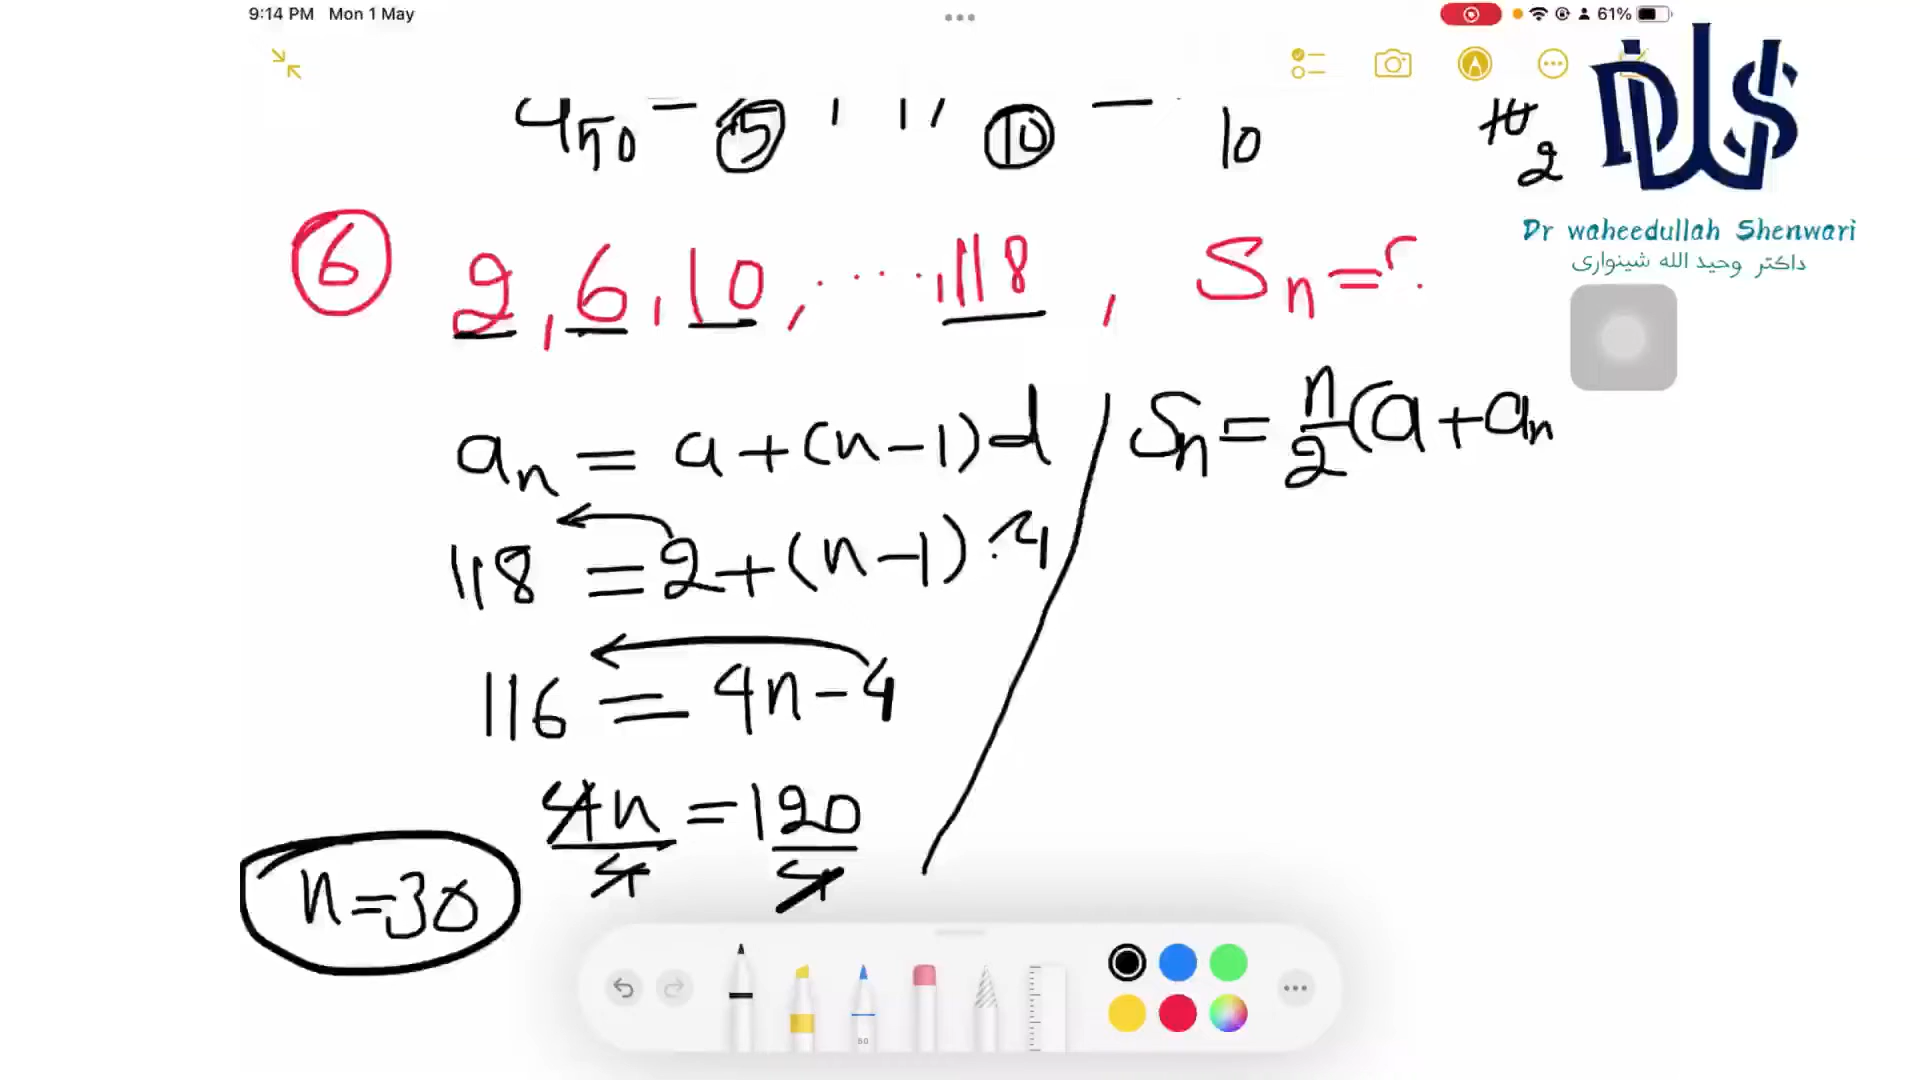 9:14 PM Mon 1 May
61%
DWS
Dr waheedullah Shenwari
داکتر وحید الله شینواری
10
10
2
6
2, 6, 10, ....., 118, Sn = ?
an = a + (n-1)d
Sn = n/2 (a + an
118 = 2 + (n-1).4
116 = 4n - 4
4n/4 = 120/4
n = 30